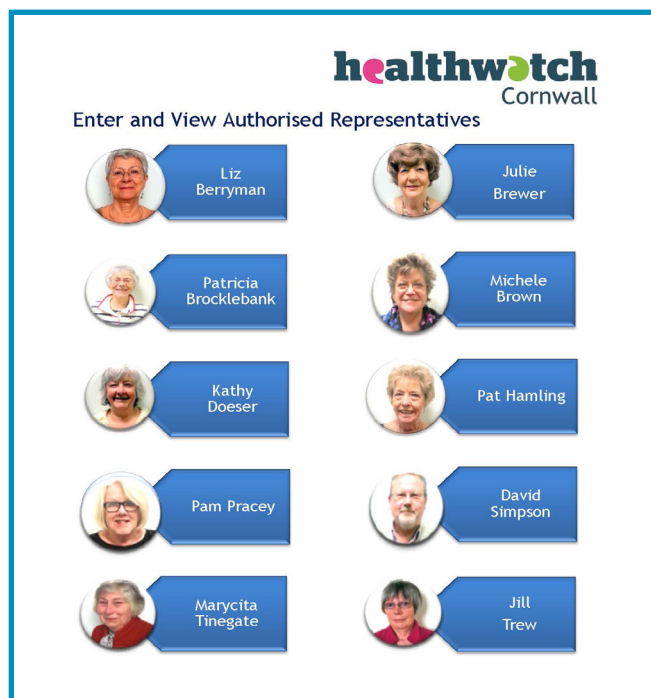 healthwatch
Cornwall
Enter and View Authorised Representatives
Liz
Berryman
Julie
Brewer
Patricia
Brocklebank
Michele
Brown
Kathy
Doeser
Pat Hamling
Pam Pracey
David
Simpson
Marycita
Tinegate
Jill
Trew